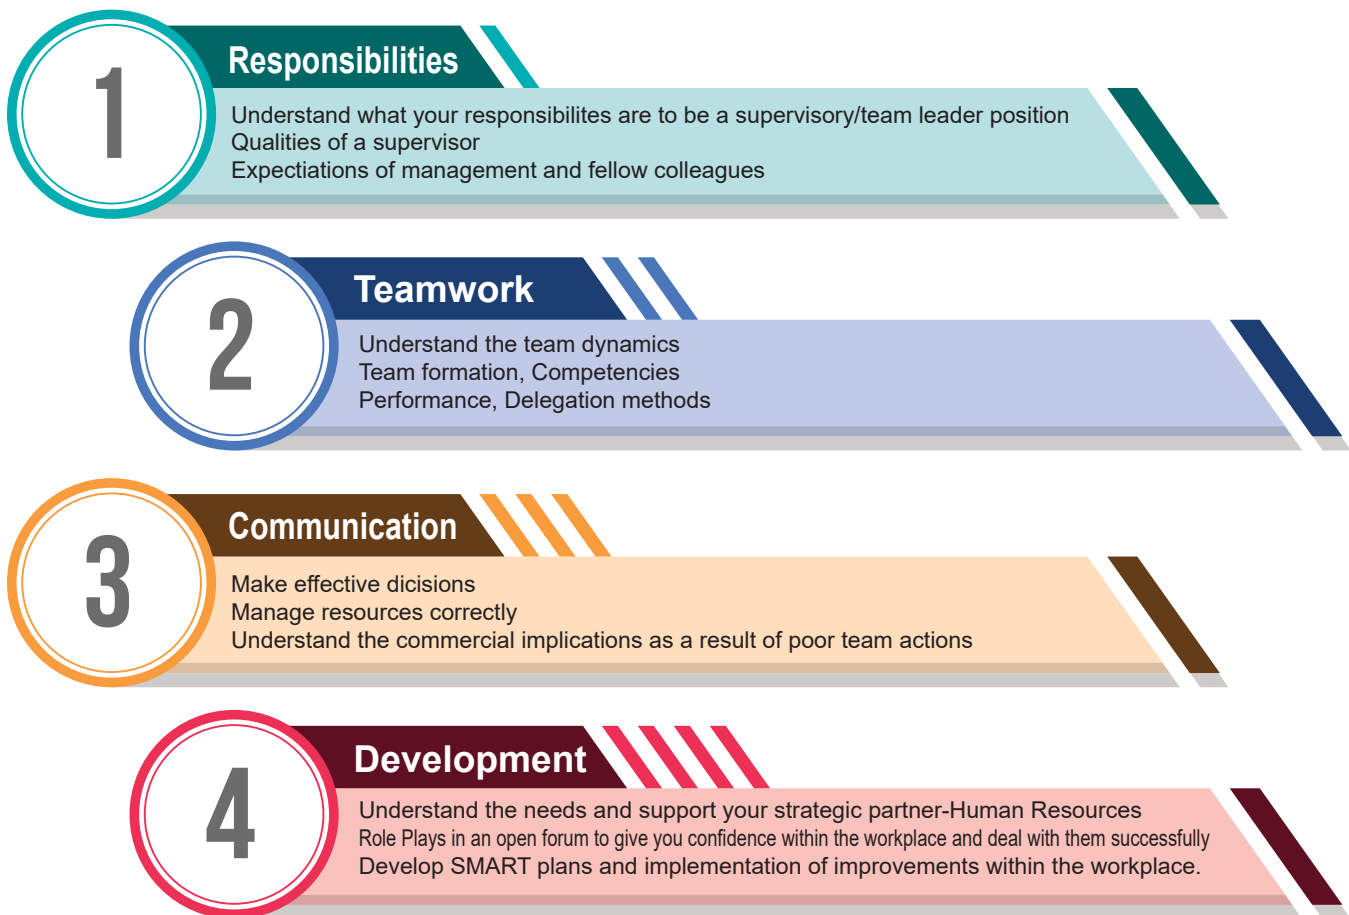 1
Responsibilities
Understand what your responsibilites are to be a supervisory/team leader position
Qualities of a supervisor
Expectiations of management and fellow colleagues
2
Teamwork
Understand the team dynamics
Team formation, Competencies
Performance, Delegation methods
3
Communication
Make effective dicisions
Manage resources correctly
Understand the commercial implications as a result of poor team actions
4
Development
Understand the needs and support your strategic partner-Human Resources
Role Plays in an open forum to give you confidence within the workplace and deal with them successfully
Develop SMART plans and implementation of improvements within the workplace.